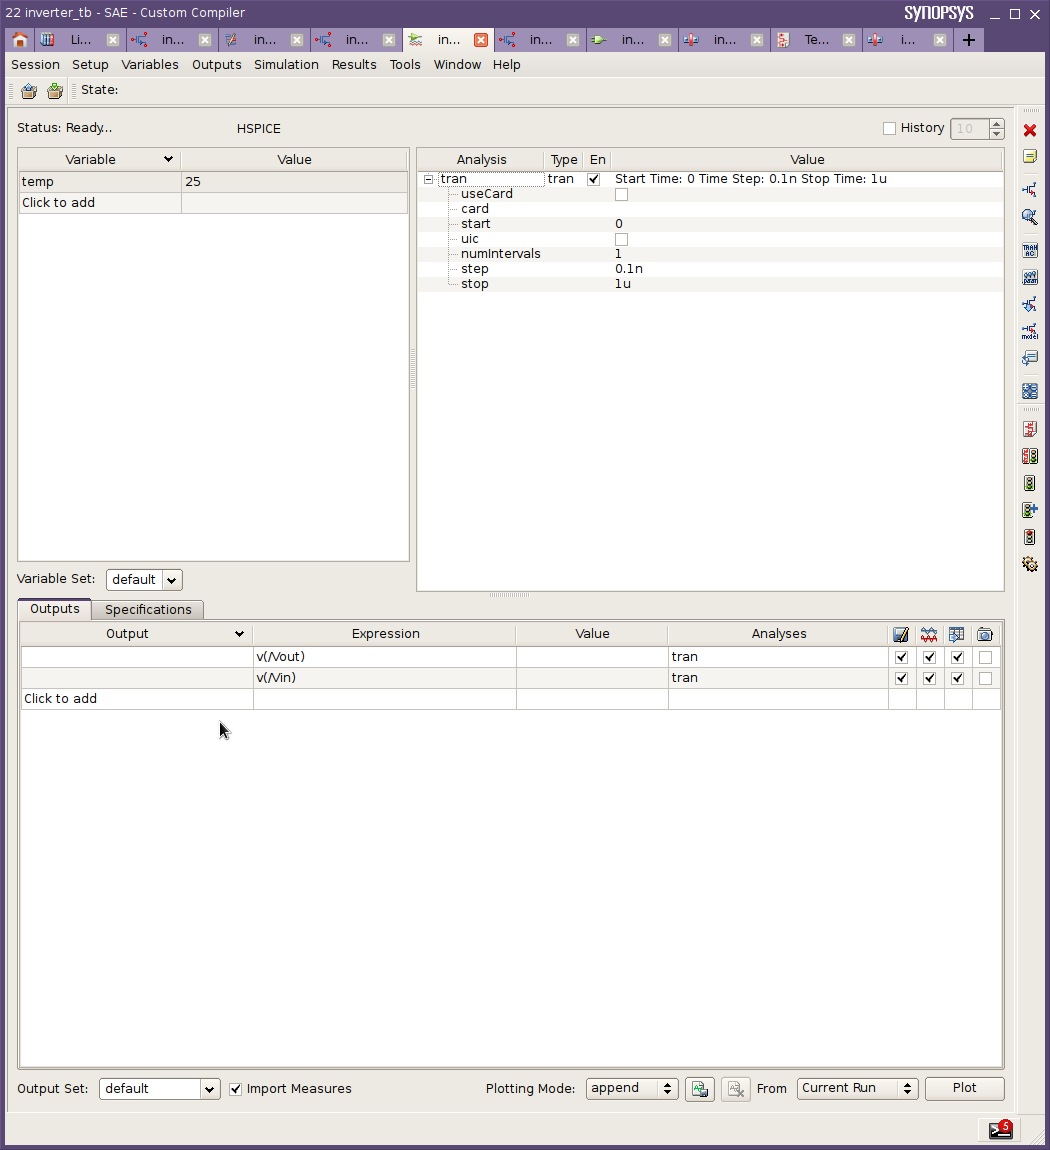 22 inverter_tb - SAE - Custom Compiler SYNOPSYS
Li... in... in... in... in... in... in... in... Te... i...
Session Setup Variables Outputs Simulation Results Tools Window Help
State:
Status: Ready... HSPICE History 10
Variable Value
temp 25
Click to add
Analysis Type En Value
tran tran Start Time: 0 Time Step: 0.1n Stop Time: 1u
useCard
card
start 0
uic
numIntervals 1
step 0.1n
stop 1u
TRAN
AC
param
model
Variable Set: default
Outputs Specifications
Output Expression Value Analyses
v(/Vout) tran
v(/Vin) tran
Click to add
Output Set: default Import Measures Plotting Mode: append From Current Run Plot
5